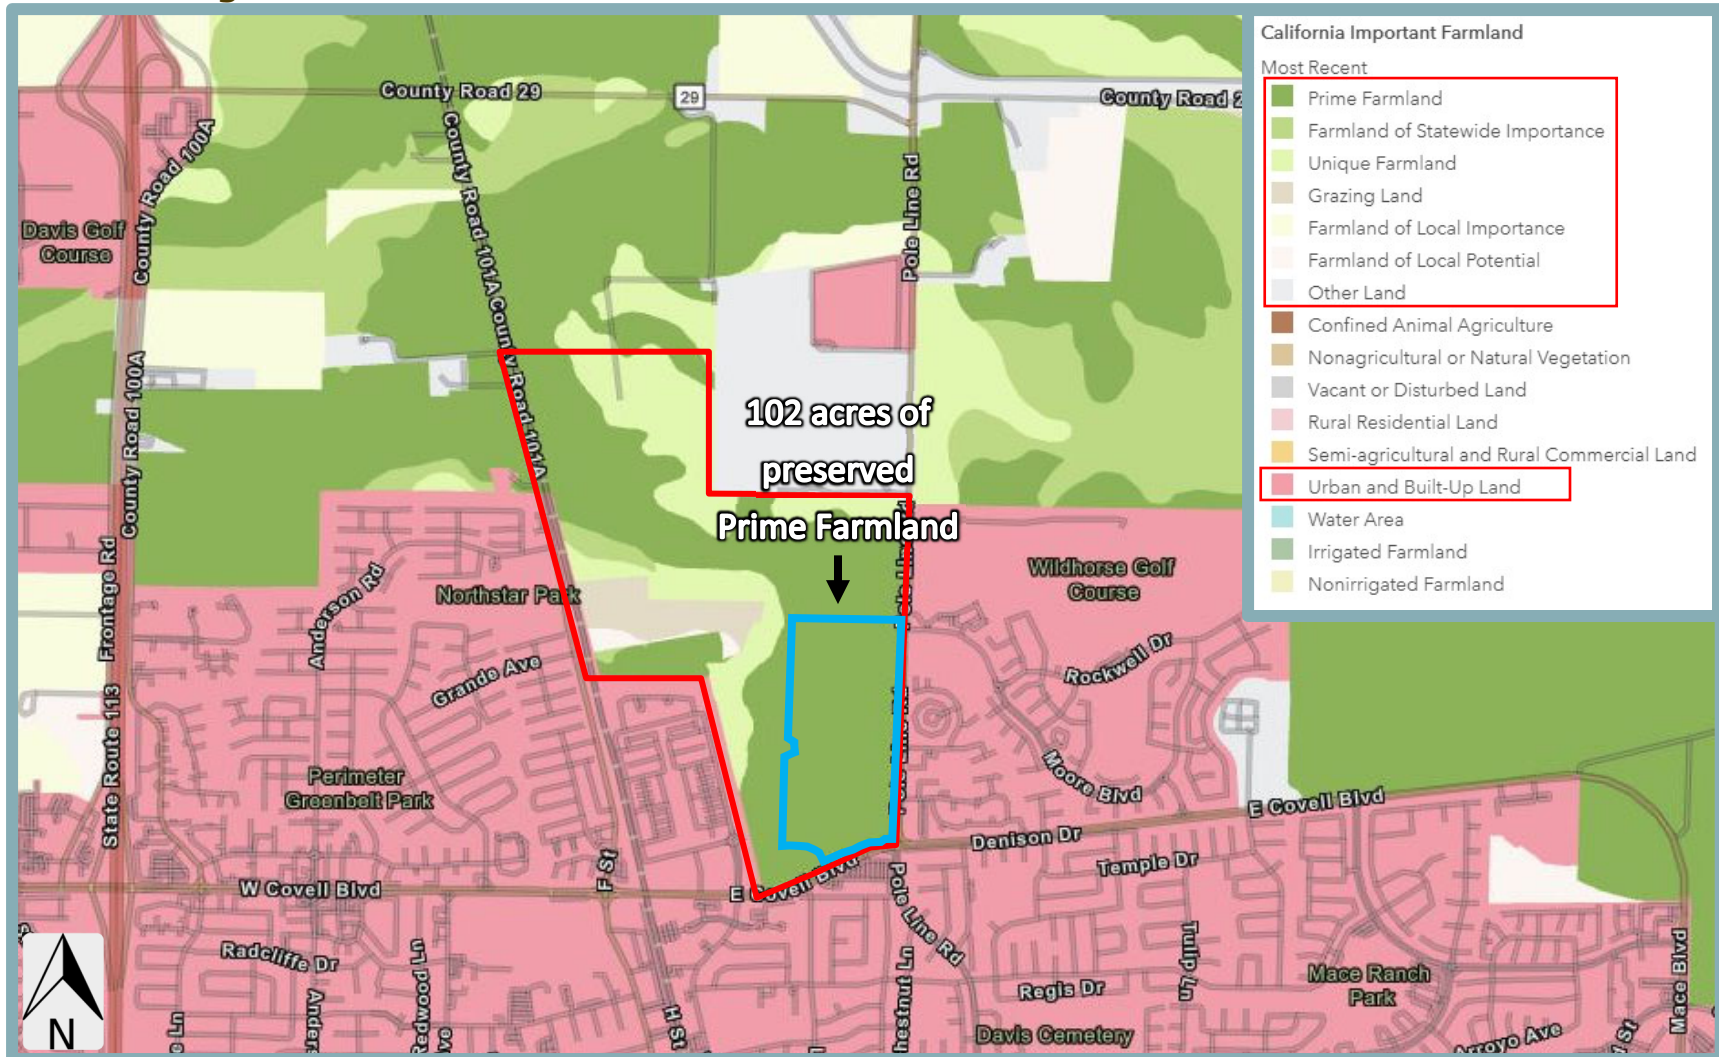 County Road 29
29
County Road 2
County Road 100A
County Road 101A
Pole Line Rd
Davis Golf
Course
County Road 101A
County Road 100A
102 acres of
preserved
Prime Farmland
Frontage Rd
Anderson Rd
Northstar Park
Wildhorse Golf
Course
Rockwell Dr
Grande Ave
State Route 113
Perimeter
Greenbelt Park
Moore Blvd
E Covell Blvd
Denison Dr
Temple Dr
F St
W Covell Blvd
E Covell Blvd
Pole Line Rd
Radcliffe Dr
Redwood Ln
Tulip Ln
Mace Blvd
Mace Ranch
Park
Regis Dr
H St
hestnut Ln
Davis Cemetery
Arroyo Ave
St
e Ln
Anders
ve
N
California Important Farmland
Most Recent
Prime Farmland
Farmland of Statewide Importance
Unique Farmland
Grazing Land
Farmland of Local Importance
Farmland of Local Potential
Other Land
Confined Animal Agriculture
Nonagricultural or Natural Vegetation
Vacant or Disturbed Land
Rural Residential Land
Semi-agricultural and Rural Commercial Land
Urban and Built-Up Land
Water Area
Irrigated Farmland
Nonirrigated Farmland